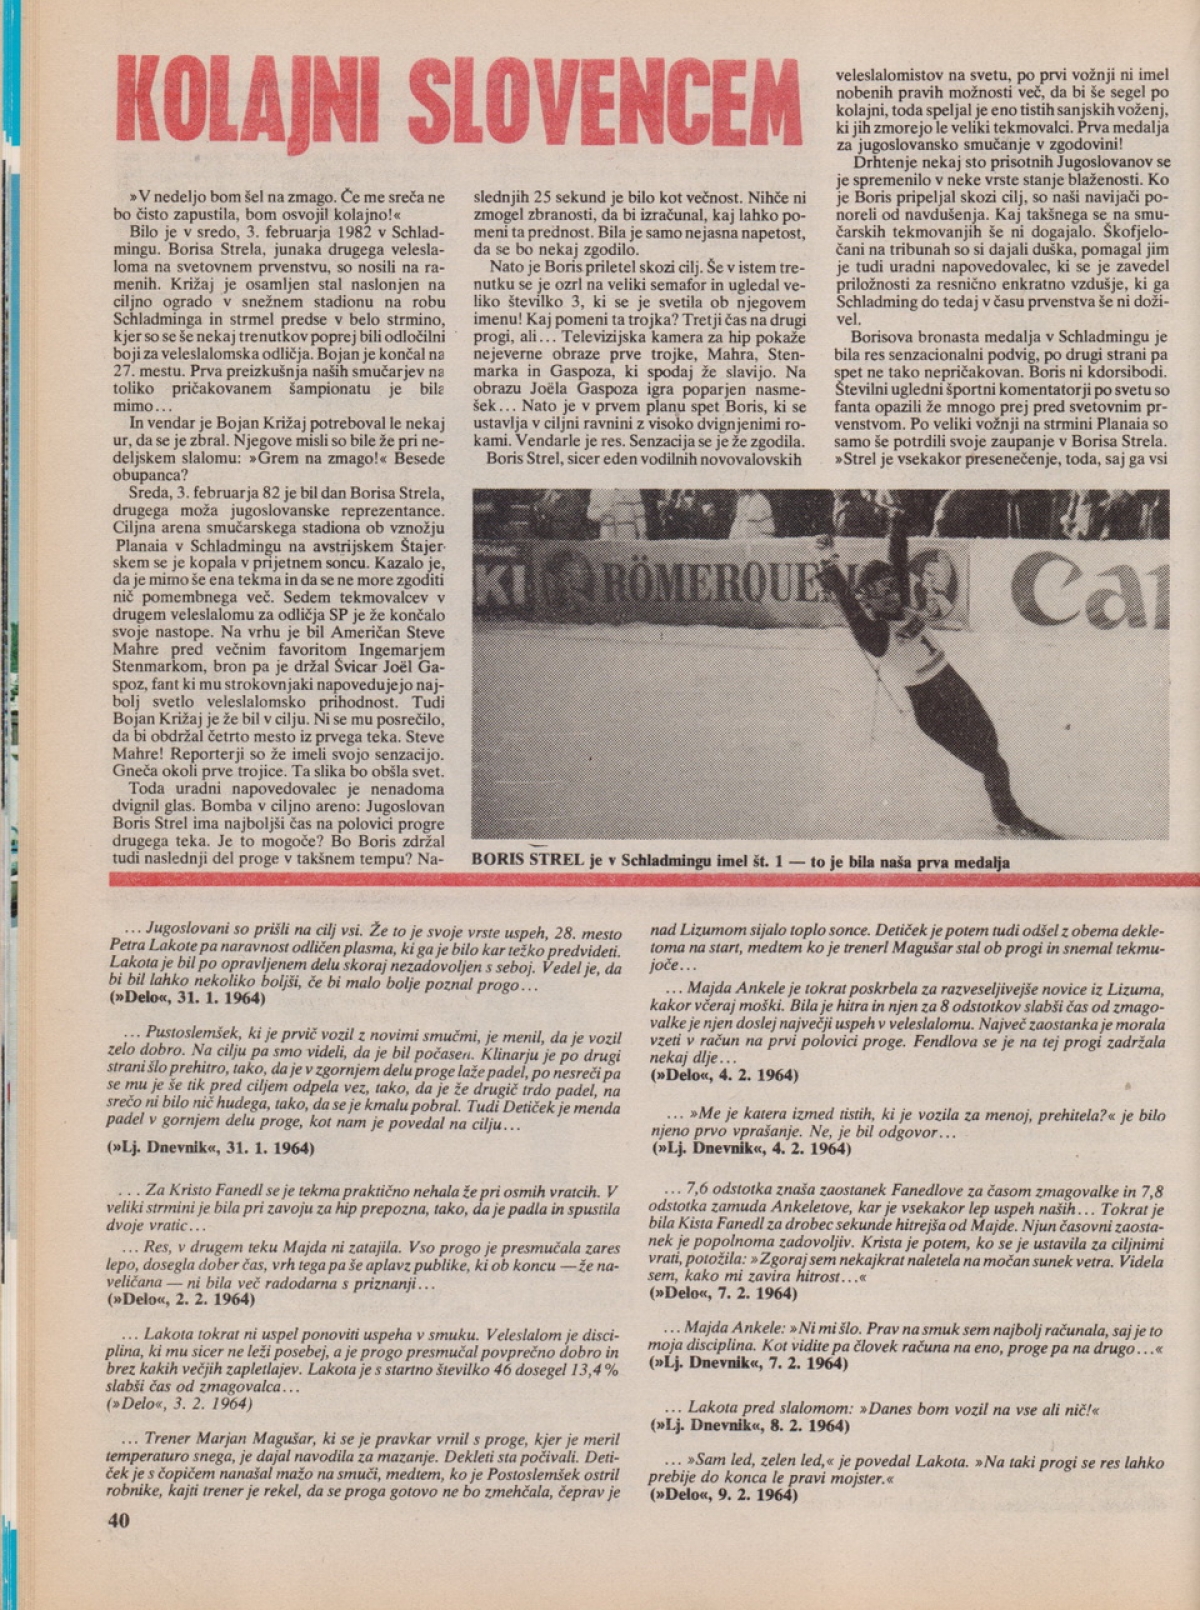 KOLAJNI SLOVENCEM
»V nedeljo bom šel na zmago. Če me sreča ne
bo čisto zapustila, bom osvojil kolajno!«
Bilo je v sredo, 3. februarja 1982 v Schlad-
mingu. Borisa Strela, junaka drugega velesla-
loma na svetovnem prvenstvu, so nosili na ra-
menih. Križaj je osamljen stal naslonjen na
ciljno ogrado v snežnem stadionu na robu
Schladminga in strmel predse v belo strmino,
kjer so se še nekaj trenutkov poprej bili odločilni
boji za veleslalomska odličja. Bojan je končal na
27. mestu. Prva preizkušnja naših smučarjev na
toliko pričakovanem šampionatu je bila
mimo...
In vendar je Bojan Križaj potreboval le nekaj
ur, da se je zbral. Njegove misli so bile že pri ne-
deljskem slalomu: »Grem na zmago!« Besede
obupanca?
Sreda, 3. februarja 82 je bil dan Borisa Strela,
drugega moža jugoslovanske reprezentance.
Ciljna arena smučarskega stadiona ob vznožju
Planaia v Schladmingu na avstrijskem Štajer-
skem se je kopala v prijetnem soncu. Kazalo je,
da je mimo še ena tekma in da se ne more zgoditi
nič pomembnega več. Sedem tekmovalcev v
drugem veleslalomu za odličja SP je že končalo
svoje nastope. Na vrhu je bil Američan Steve
Mahre pred večnim favoritom Ingemarjem
Stenmarkom, bron pa je držal Švicar Joël Ga-
spoz, fant ki mu strokovnjaki napovedujejo naj-
bolj svetlo veleslalomsko prihodnost. Tudi
Bojan Križaj je že bil v cilju. Ni se mu posrečilo,
da bi obdržal četrto mesto iz prvega teka. Steve
Mahre! Reporterji so že imeli svojo senzacijo.
Gneča okoli prve trojice. Ta slika bo obšla svet.
Toda uradni napovedovalec je nenadoma
dvignil glas. Bomba v ciljno areno: Jugoslovan
Boris Strel ima najboljši čas na polovici progre
drugega teka. Je to mogoče? Bo Boris zdržal
tudi naslednji del proge v takšnem tempu? Na-
slednjih 25 sekund je bilo kot večnost. Nihče ni
zmogel zbranosti, da bi izračunal, kaj lahko po-
meni ta prednost. Bila je samo nejasna napetost,
da se bo nekaj zgodilo.
Nato je Boris priletel skozi cilj. Še v istem tre-
nutku se je ozrl na veliki semafor in ugledal ve-
liko številko 3, ki se je svetila ob njegovem
imenu! Kaj pomeni ta trojka? Tretji čas na drugi
progi, ali... Televizijska kamera za hip pokaže
nejeverne obraze prve trojke, Mahra, Sten-
marka in Gaspoza, ki spodaj že slavijo. Na
obrazu Joëla Gaspoza igra poparjen nasme-
šek... Nato je v prvem planu spet Boris, ki se
ustavlja v ciljni ravnini z visoko dvignjenimi ro-
kami. Vendarle je res. Senzacija se je že zgodila.
Boris Strel, sicer eden vodilnih novovalovskih
veleslalomistov na svetu, po prvi vožnji ni imel
nobenih pravih možnosti več, da bi še segel po
kolajni, toda speljal je eno tistih sanjskih voženj,
ki jih zmorejo le veliki tekmovalci. Prva medalja
za jugoslovansko smučanje v zgodovini!
Drhtenje nekaj sto prisotnih Jugoslovanov se
je spremenilo v neke vrste stanje blaženosti. Ko
je Boris pripeljal skozi cilj, so naši navijači po-
noreli od navdušenja. Kaj takšnega se na smu-
čarskih tekmovanjih še ni dogajalo. Škofjelo-
čani na tribunah so si dajali duška, pomagal jim
je tudi uradni napovedovalec, ki se je zavedel
priložnosti za resnično enkratno vzdušje, ki ga
Schladming do tedaj v času prvenstva še ni doži-
vel.
Borisova bronasta medalja v Schladmingu je
bila res senzacionalni podvig, po drugi strani pa
spet ne tako nepričakovan. Boris ni kdorsibodi.
Številni ugledni športni komentatorji po svetu so
fanta opazili že mnogo prej pred svetovnim pr-
venstvom. Po veliki vožnji na strmini Planaia so
samo še potrdili svoje zaupanje v Borisa Strela.
»Strel je vsekakor presenečenje, toda, saj ga vsi
KI RÖMERQUE Ca
1
BORIS STREL je v Schladmingu imel št. 1 — to je bila naša prva medalja
... Jugoslovani so prišli na cilj vsi. Že to je svoje vrste uspeh, 28. mesto
Petra Lakote pa naravnost odličen plasma, ki ga je bilo kar težko predvideti.
Lakota je bil po opravljenem delu skoraj nezadovoljen s seboj. Vedel je, da
bi bil lahko nekoliko boljši, če bi malo bolje poznal progo...
(»Delo«, 31. 1. 1964)
... Pustoslemšek, ki je prvič vozil z novimi smučmi, je menil, da je vozil
zelo dobro. Na cilju pa smo videli, da je bil počasen. Klinarju je po drugi
strani šlo prehitro, tako, da je v zgornjem delu proge laže padel, po nesreči pa
se mu je še tik pred ciljem odpela vez, tako, da je že drugič trdo padel, na
srečo ni bilo nič hudega, tako, da se je kmalu pobral. Tudi Detiček je menda
padel v gornjem delu proge, kot nam je povedal na cilju...
(»Lj. Dnevnik«, 31. 1. 1964)
... Za Kristo Fanedl se je tekma praktično nehala že pri osmih vratcih. V
veliki strmini je bila pri zavoju za hip prepozna, tako, da je padla in spustila
dvoje vratic...
... Res, v drugem teku Majda ni zatajila. Vso progo je presmučala zares
lepo, dosegla dober čas, vrh tega pa še aplavz publike, ki ob koncu — že na-
veličana — ni bila več radodarna s priznanji...
(»Delo«, 2. 2. 1964)
... Lakota tokrat ni uspel ponoviti uspeha v smuku. Veleslalom je disci-
plina, ki mu sicer ne leži posebej, a je progo presmučal povprečno dobro in
brez kakih večjih zapletlajev. Lakota je s startno številko 46 dosegel 13,4 %
slabši čas od zmagovalca...
(»Delo«, 3. 2. 1964)
... Trener Marjan Magušar, ki se je pravkar vrnil s proge, kjer je meril
temperaturo snega, je dajal navodila za mazanje. Dekleti sta počivali. Deti-
ček je s čopičem nanašal mažo na smuči, medtem, ko je Postoslemšek ostril
robnike, kajti trener je rekel, da se proga gotovo ne bo zmehčala, čeprav je
nad Lizumom sijalo toplo sonce. Detiček je potem tudi odšel z obema dekle-
toma na start, medtem ko je trenerl Magušar stal ob progi in snemal tekmu-
joče...
... Majda Ankele je tokrat poskrbela za razveseljivejše novice iz Lizuma,
kakor včeraj moški. Bila je hitra in njen za 8 odstotkov slabši čas od zmago-
valke je njen doslej največji uspeh v veleslalomu. Največ zaostanka je morala
vzeti v račun na prvi polovici proge. Fendlova se je na tej progi zadržala
nekaj dlje...
(»Delo«, 4. 2. 1964)
... »Me je katera izmed tistih, ki je vozila za menoj, prehitela?« je bilo
njeno prvo vprašanje. Ne, je bil odgovor...
(»Lj. Dnevnik«, 4. 2. 1964)
... 7,6 odstotka znaša zaostanek Fanedlove za časom zmagovalke in 7,8
odstotka zamuda Ankeletove, kar je vsekakor lep uspeh naših... Tokrat je
bila Kista Fanedl za drobec sekunde hitrejša od Majde. Njun časovni zaosta-
nek je popolnoma zadovoljiv. Krista je potem, ko se je ustavila za ciljnimi
vrati, potožila: »Zgoraj sem nekajkrat naletela na močan sunek vetra. Videla
sem, kako mi zavira hitrost...«
(»Delo«, 7. 2. 1964)
... Majda Ankele: »Ni mi šlo. Prav na smuk sem najbolj računala, saj je to
moja disciplina. Kot vidite pa človek računa na eno, proge pa na drugo...«
(»Lj. Dnevnik«, 7. 2. 1964)
... Lakota pred slalomom: »Danes bom vozil na vse ali nič!«
(»Lj. Dnevnik«, 8. 2. 1964)
... »Sam led, zelen led,« je povedal Lakota. »Na taki progi se res lahko
prebije do konca le pravi mojster.«
(»Delo«, 9. 2. 1964)
40